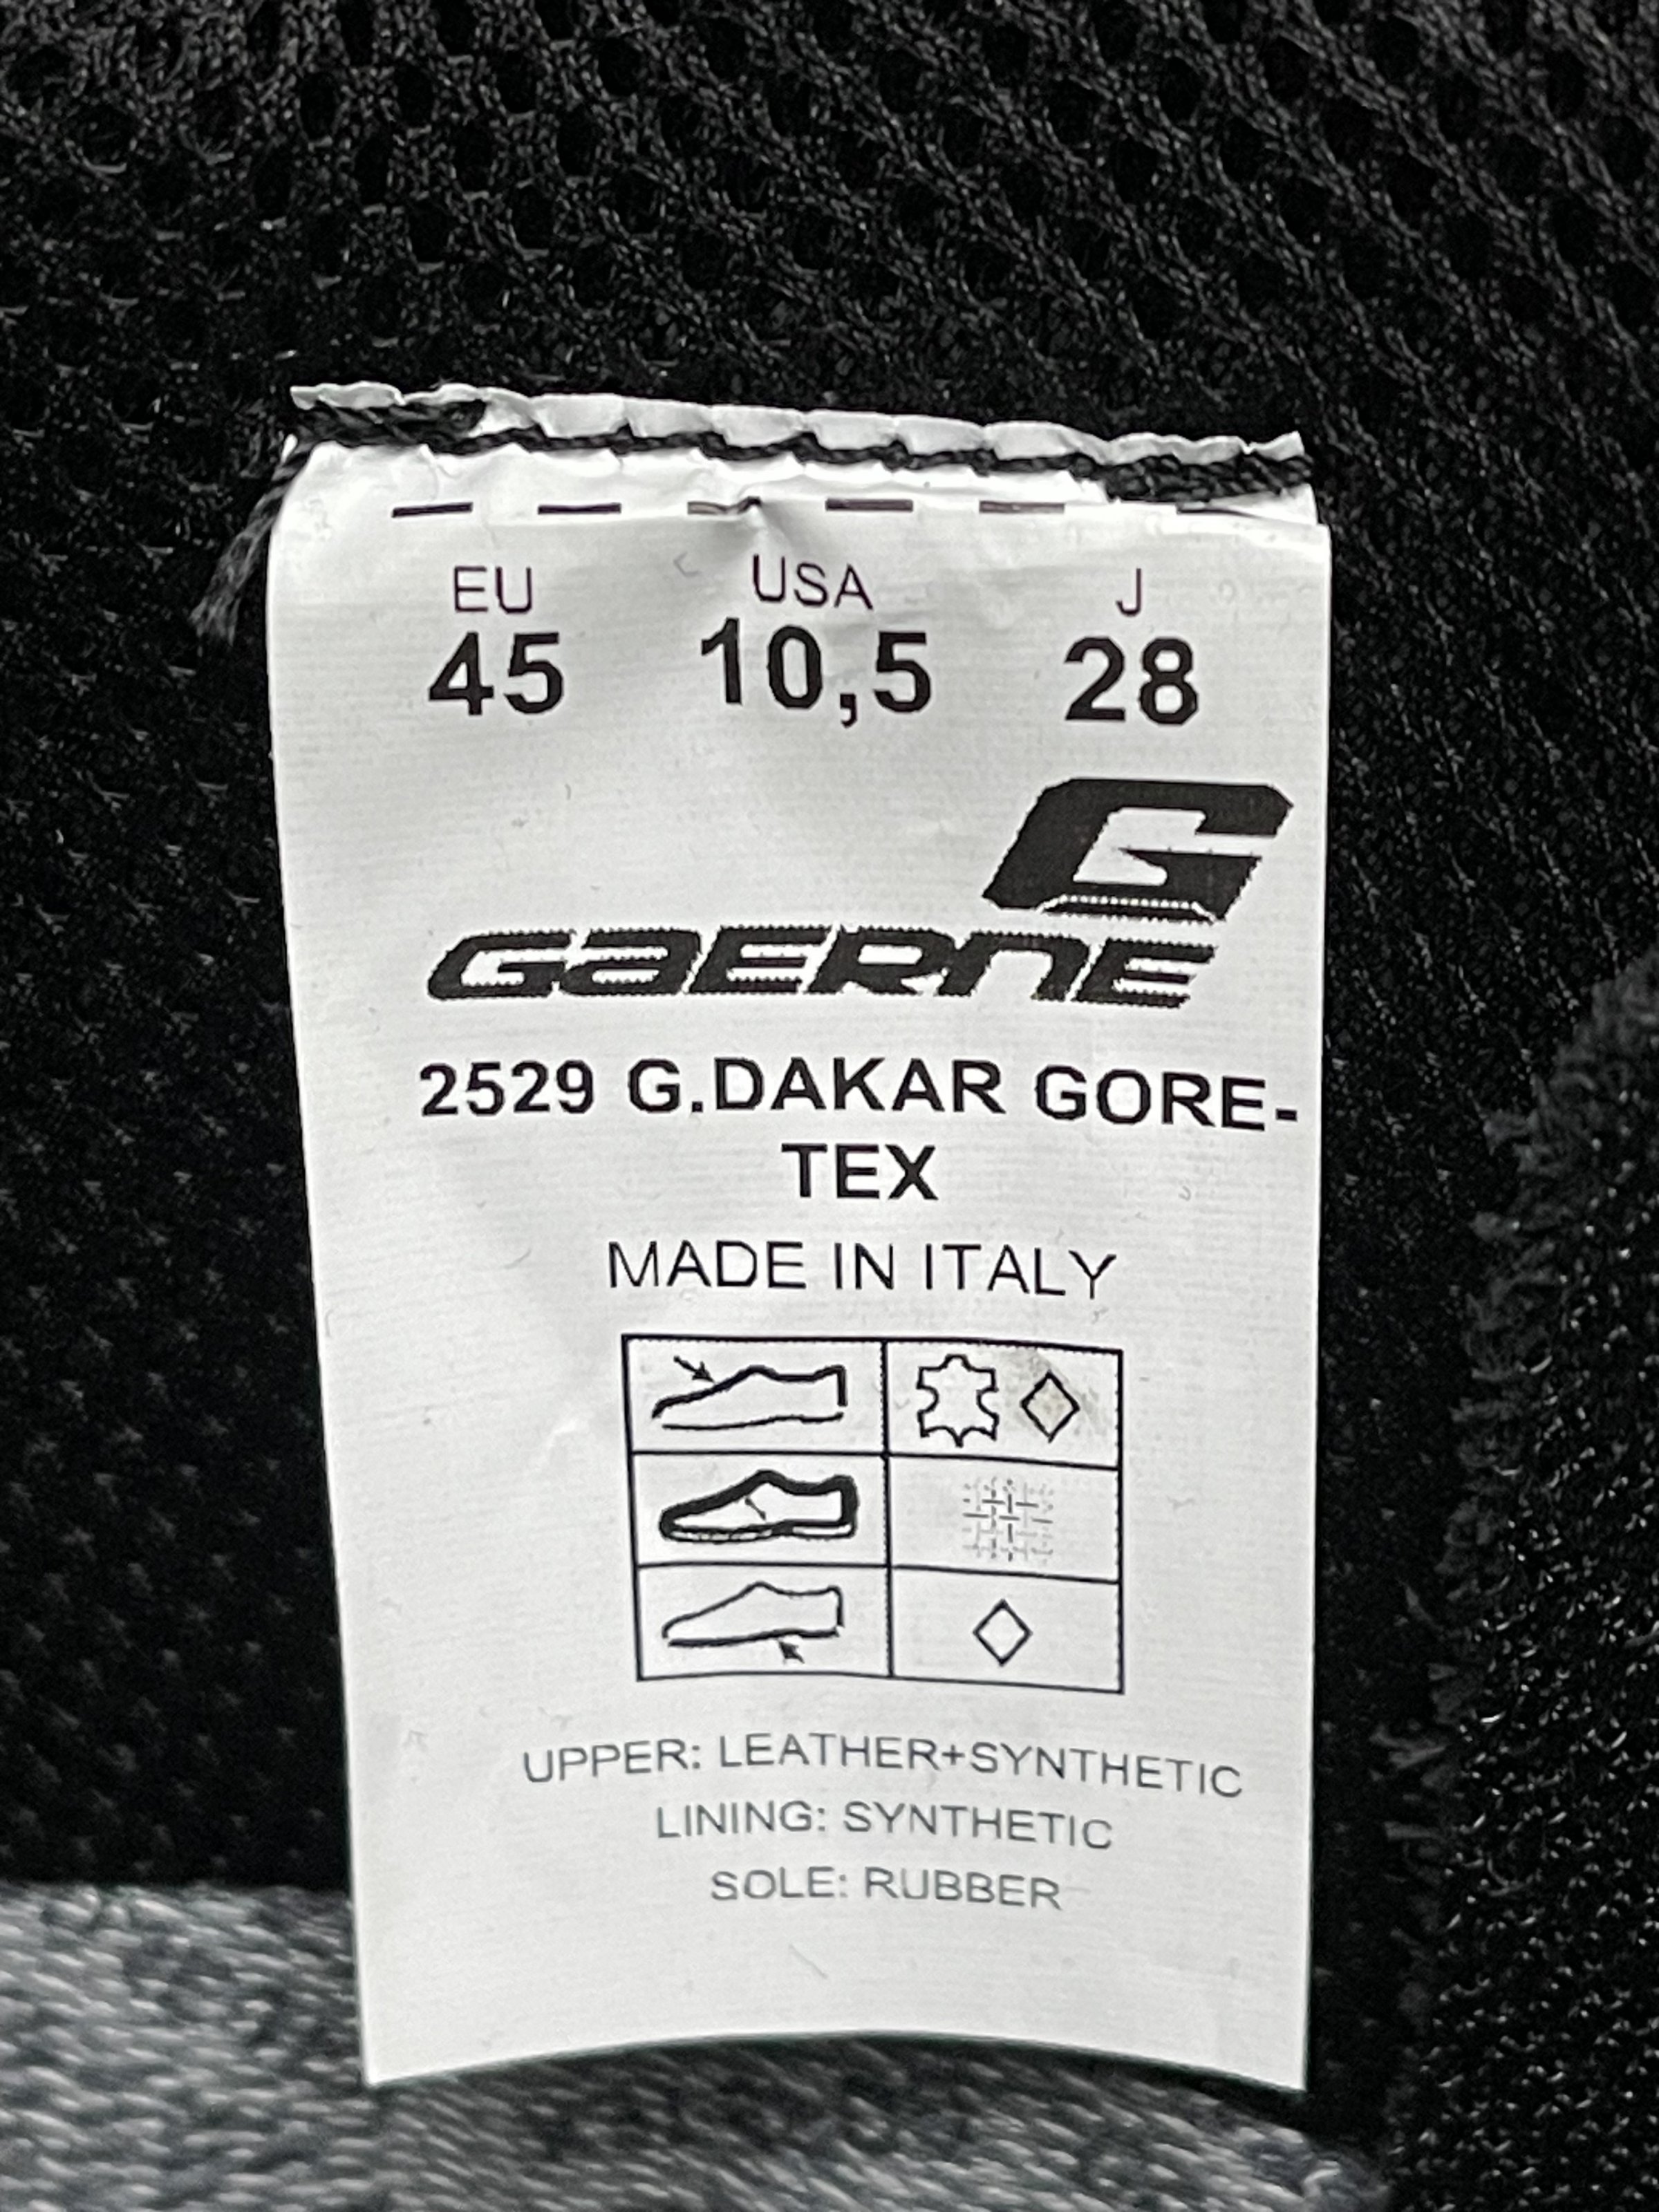 EU USA J
45 10,5 28
G
GAERNE
2529 G.DAKAR GORE-
TEX
MADE IN ITALY
UPPER: LEATHER+SYNTHETIC
LINING: SYNTHETIC
SOLE: RUBBER